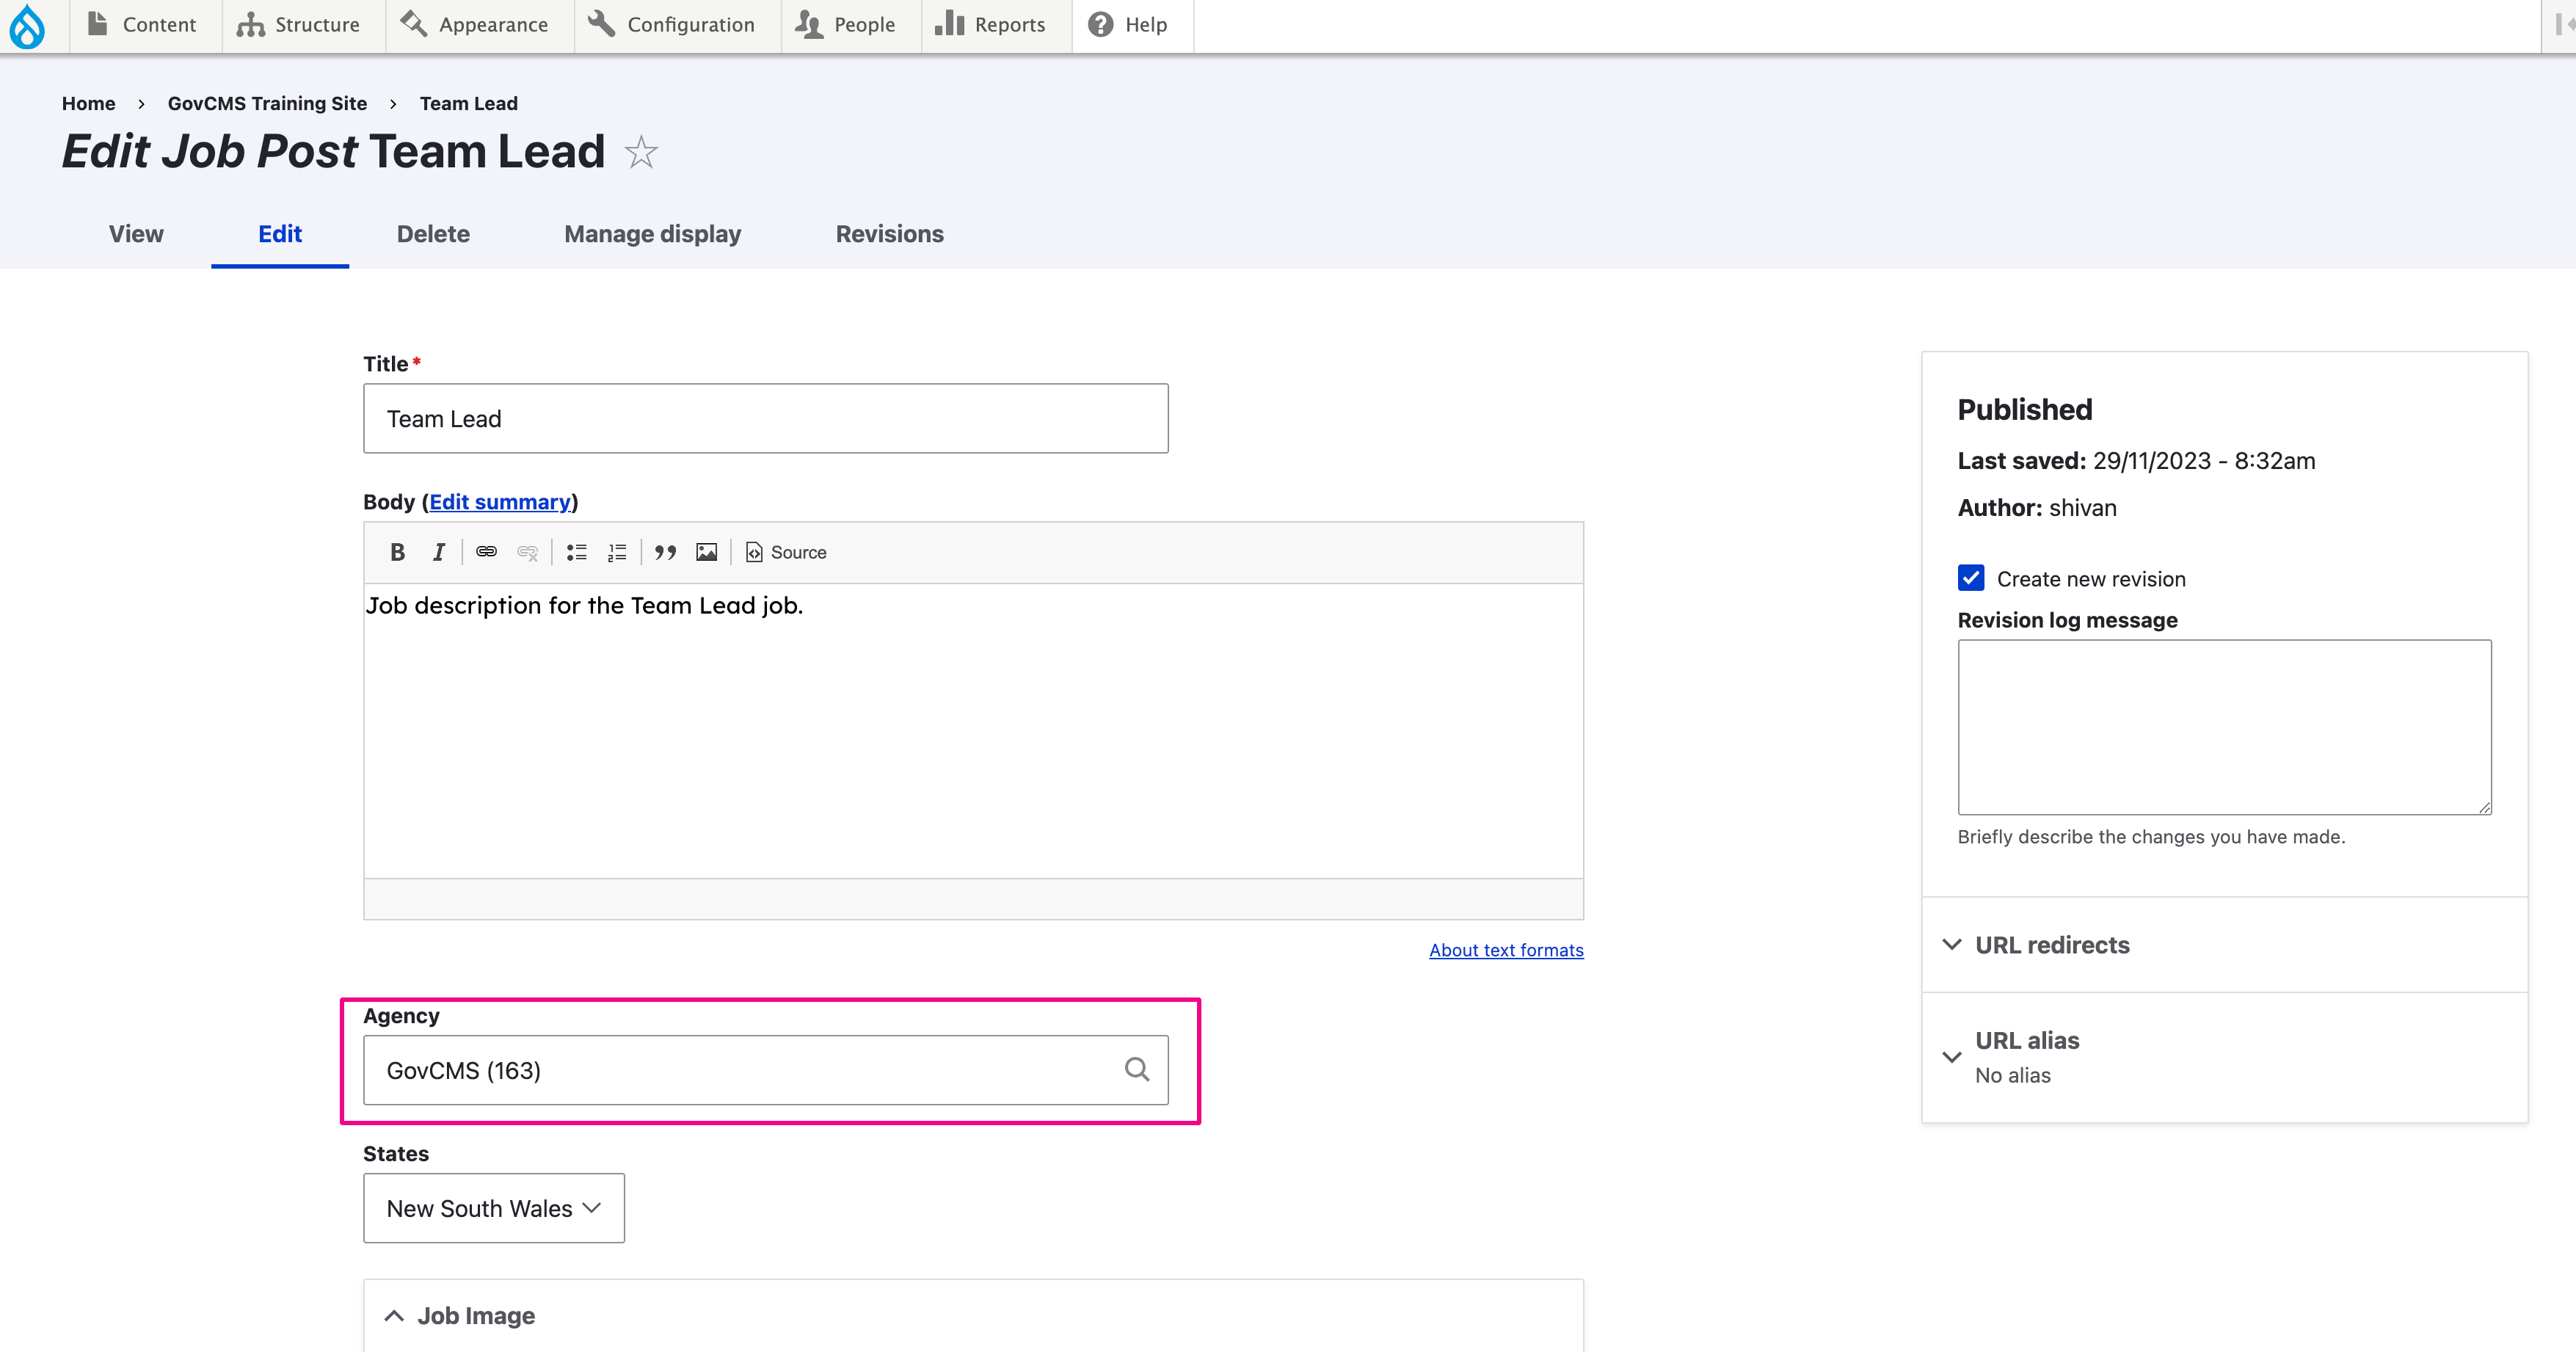 Content Structure Appearance Configuration People Reports Help
Home › GovCMS Training Site › Team Lead
Edit Job Post Team Lead
View Edit Delete Manage display Revisions
Title*
Team Lead
Body (Edit summary)
B I Source
Job description for the Team Lead job.
About text formats
Agency
GovCMS (163)
States
New South Wales
Job Image
Published
Last saved: 29/11/2023 - 8:32am
Author: shivan
Create new revision
Revision log message
Briefly describe the changes you have made.
URL redirects
URL alias
No alias